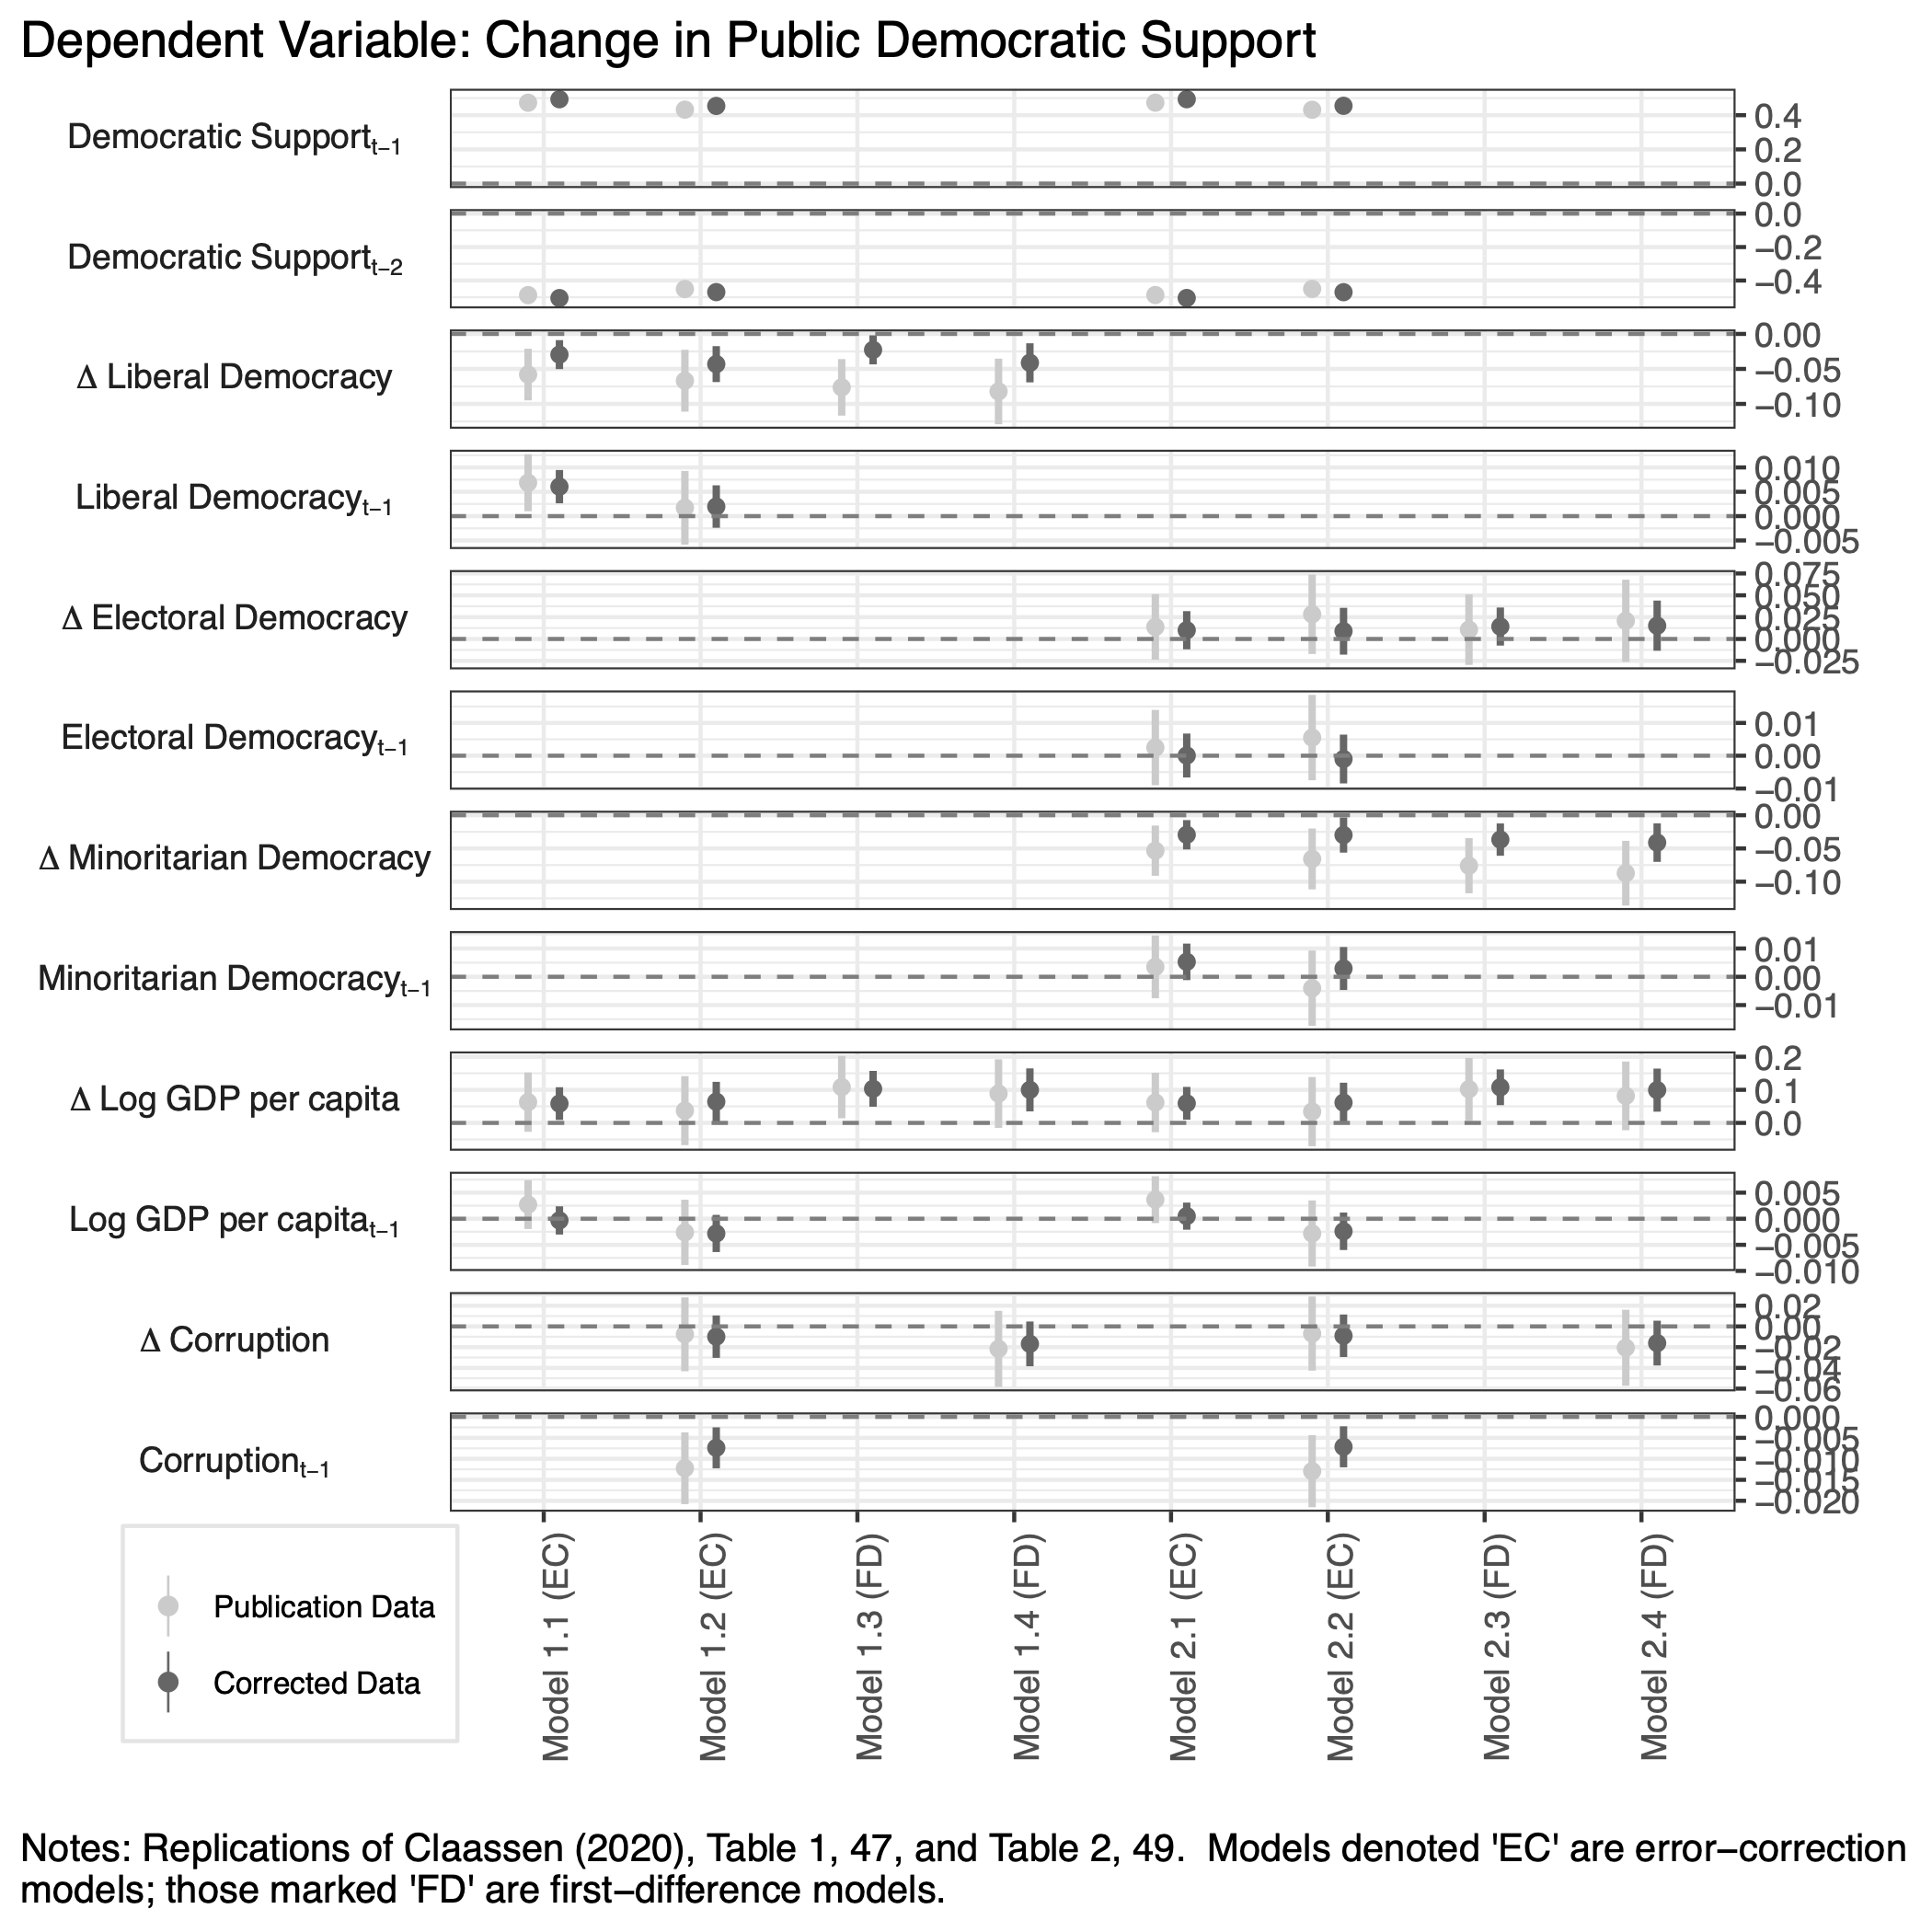 Dependent Variable: Change in Public Democratic Support
Democratic Supportt−1
0.4
0.2
0.0
Democratic Supportt−2
0.0
−0.2
−0.4
Δ Liberal Democracy
0.00
−0.05
−0.10
Liberal Democracyt−1
0.010
0.005
0.000
−0.005
Δ Electoral Democracy
0.075
0.050
0.025
0.000
−0.025
Electoral Democracyt−1
0.01
0.00
−0.01
Δ Minoritarian Democracy
0.00
−0.05
−0.10
Minoritarian Democracyt−1
0.01
0.00
−0.01
Δ Log GDP per capita
0.2
0.1
0.0
Log GDP per capitat−1
0.005
0.000
−0.005
−0.010
Δ Corruption
0.02
0.00
−0.02
−0.04
−0.06
Corruptiont−1
0.000
−0.005
−0.010
−0.015
−0.020
Model 1.1 (EC)
Model 1.2 (EC)
Model 1.3 (FD)
Model 1.4 (FD)
Model 2.1 (EC)
Model 2.2 (EC)
Model 2.3 (FD)
Model 2.4 (FD)
Publication Data
Corrected Data
Notes: Replications of Claassen (2020), Table 1, 47, and Table 2, 49.  Models denoted 'EC' are error−correction
models; those marked 'FD' are first−difference models.